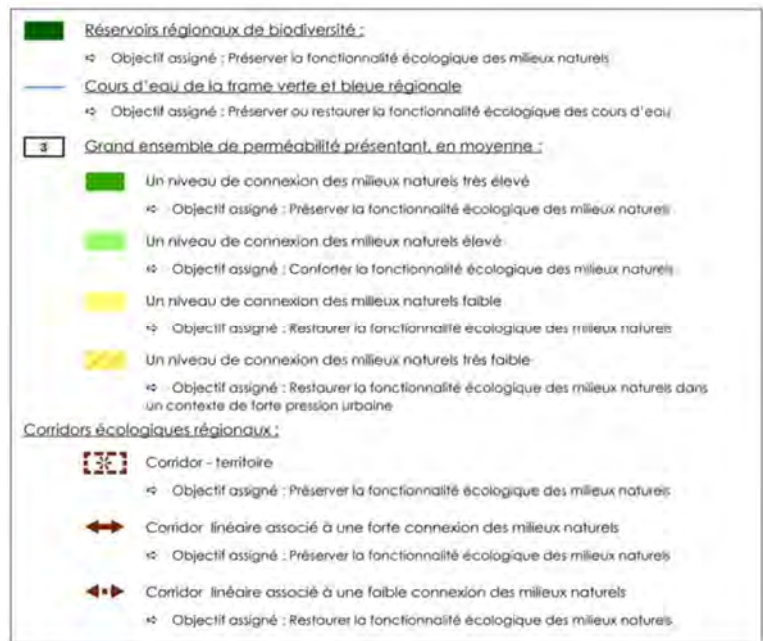 Réservoirs régionaux de biodiversité :
⇨ Objectif assigné : Préserver la fonctionnalité écologique des milieux naturels
Cours d'eau de la trame verte et bleue régionale
⇨ Objectif assigné : Préserver ou restaurer la fonctionnalité écologique des cours d'eau
3 Grand ensemble de perméabilité présentant, en moyenne :
Un niveau de connexion des milieux naturels très élevé
⇨ Objectif assigné : Préserver la fonctionnalité écologique des milieux naturels
Un niveau de connexion des milieux naturels élevé
⇨ Objectif assigné : Conforter la fonctionnalité écologique des milieux naturels
Un niveau de connexion des milieux naturels faible
⇨ Objectif assigné : Restaurer la fonctionnalité écologique des milieux naturels
Un niveau de connexion des milieux naturels très faible
⇨ Objectif assigné : Restaurer la fonctionnalité écologique des milieux naturels dans
un contexte de forte pression urbaine
Corridors écologiques régionaux :
Corridor - territoire
⇨ Objectif assigné : Préserver la fonctionnalité écologique des milieux naturels
Corridor linéaire associé à une forte connexion des milieux naturels
⇨ Objectif assigné : Préserver la fonctionnalité écologique des milieux naturels
Corridor linéaire associé à une faible connexion des milieux naturels
⇨ Objectif assigné : Restaurer la fonctionnalité écologique des milieux naturels